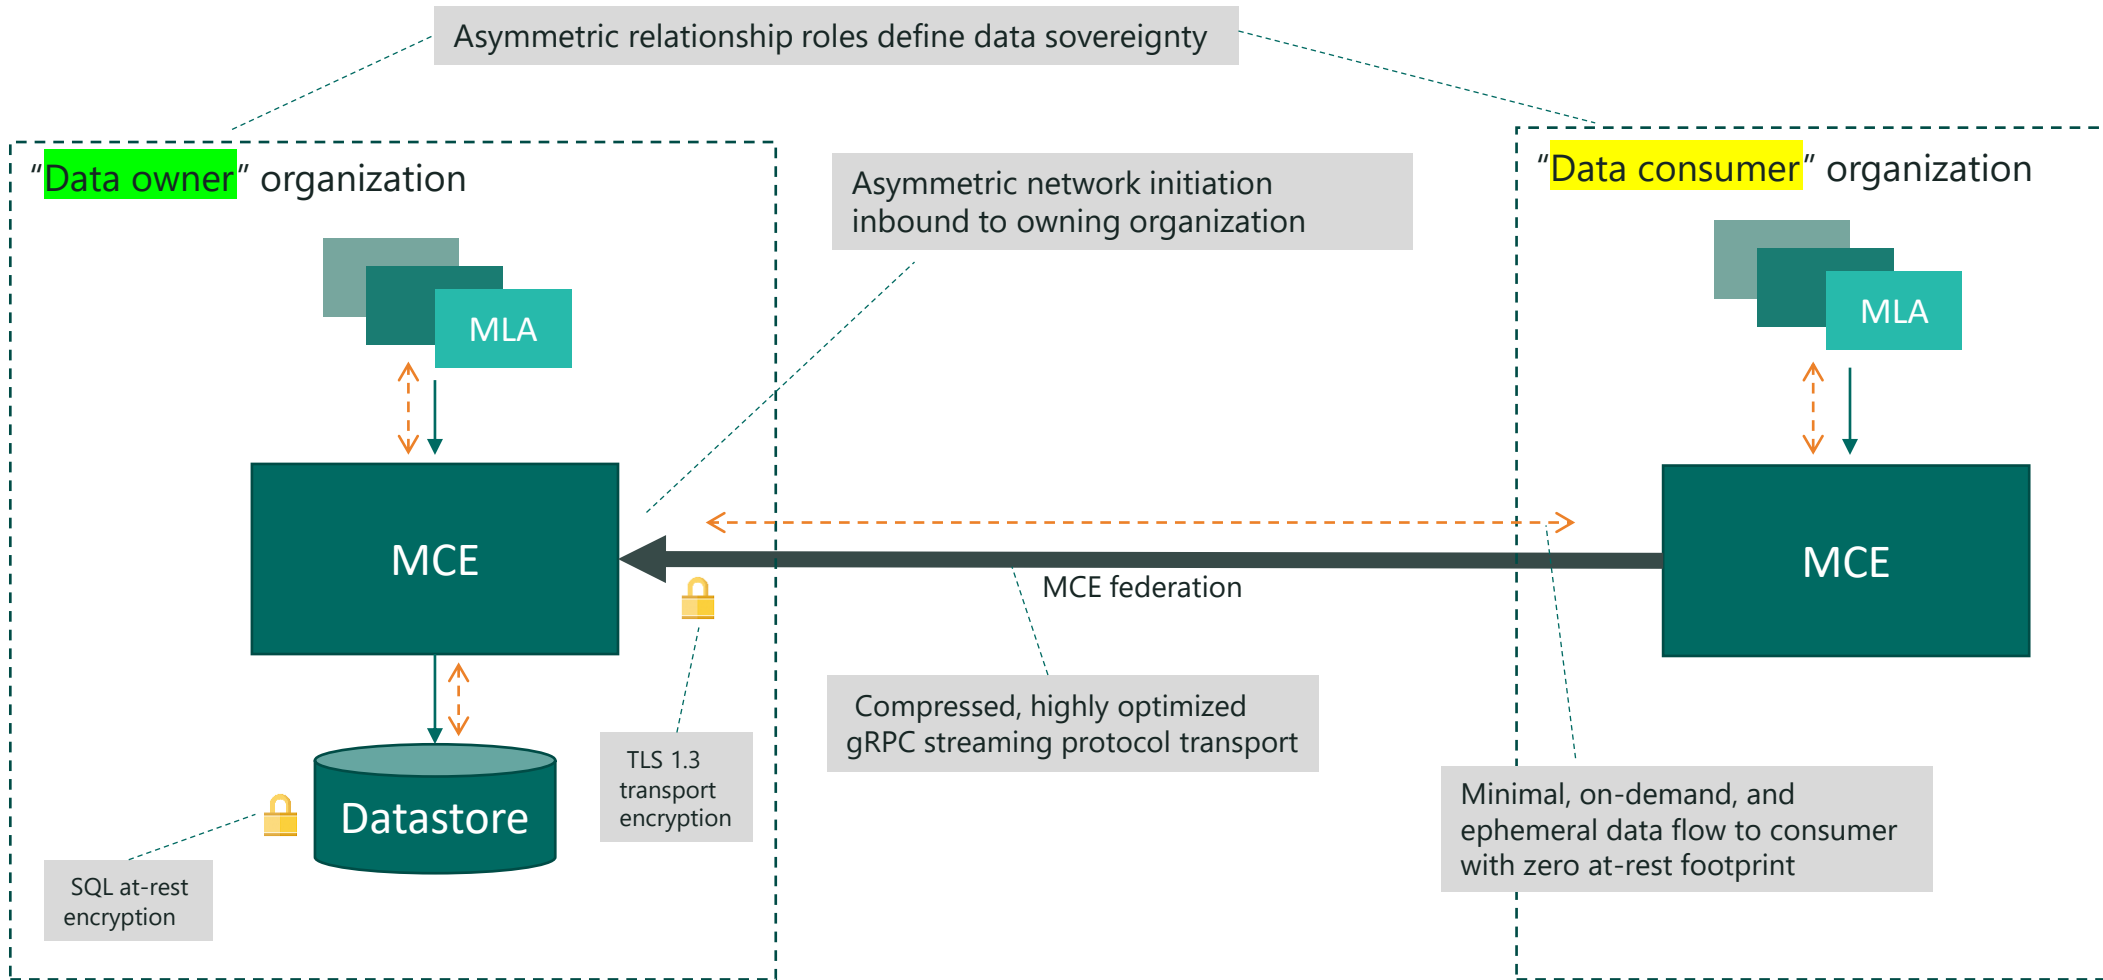 Asymmetric relationship roles define data sovereignty
“Data owner” organization
Asymmetric network initiation
inbound to owning organization
“Data consumer” organization
MLA
MLA
MCE
MCE
MCE federation
Compressed, highly optimized
gRPC streaming protocol transport
TLS 1.3
transport
encryption
Datastore
Minimal, on-demand, and
ephemeral data flow to consumer
with zero at-rest footprint
SQL at-rest
encryption